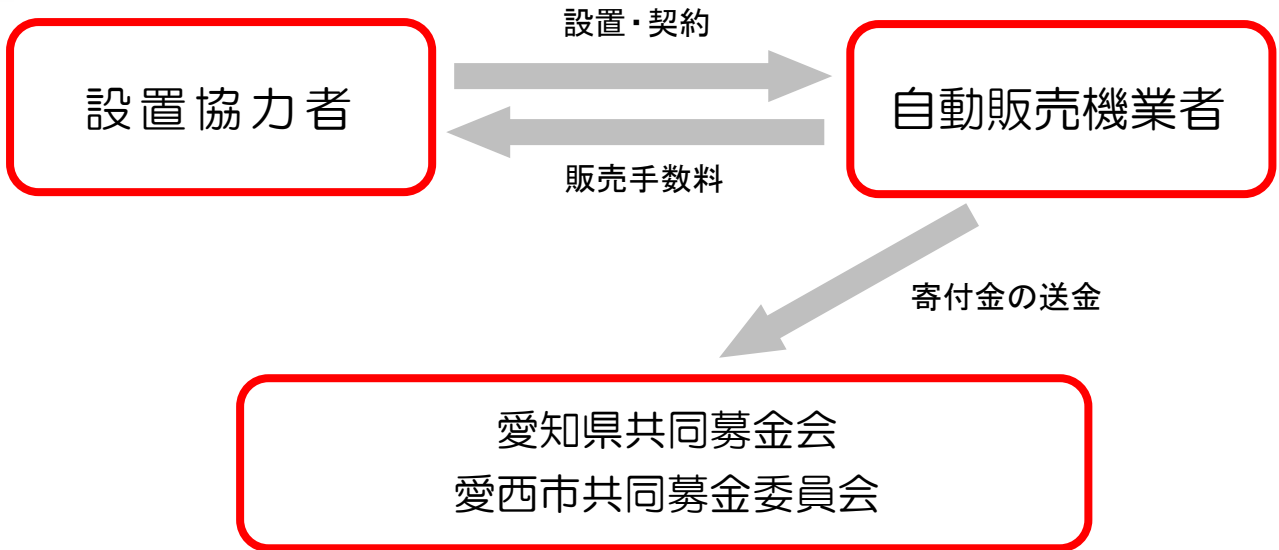 設置・契約
設置協力者
自動販売機業者
販売手数料
寄付金の送金
愛知県共同募金会
愛西市共同募金委員会